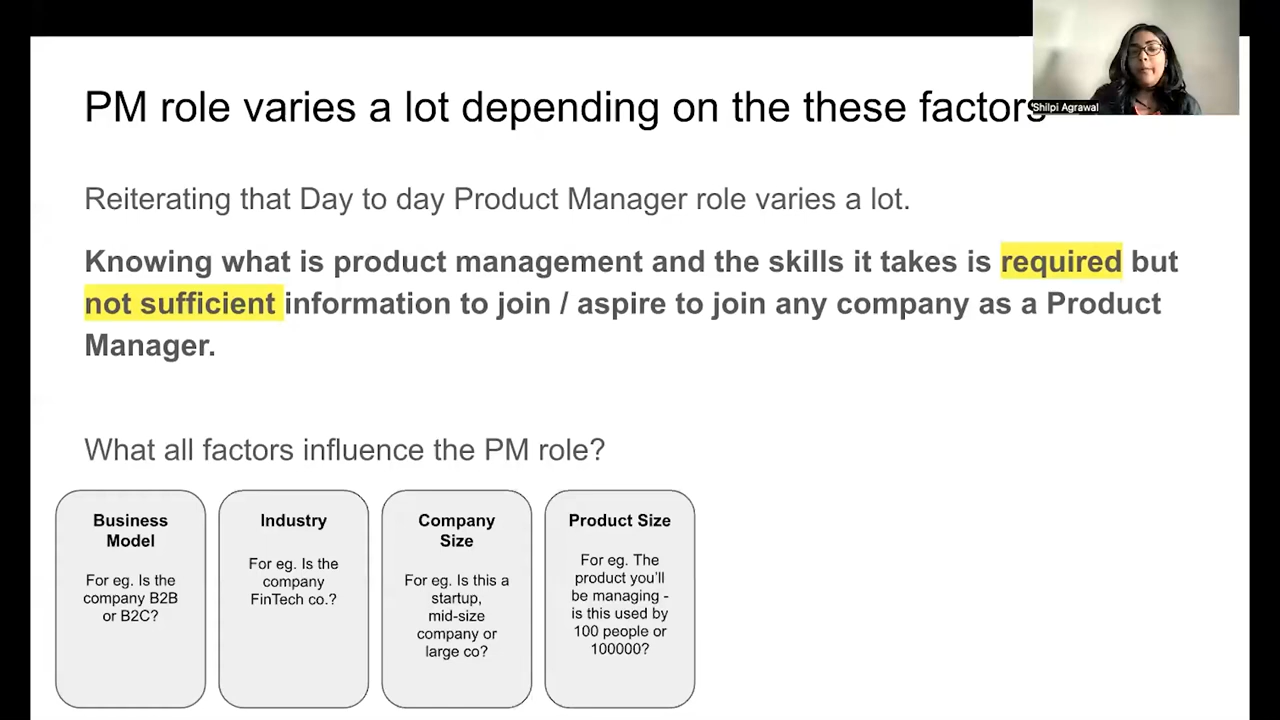 PM role varies a lot depending on the these factors
Shilpi Agrawal
Reiterating that Day to day Product Manager role varies a lot.
Knowing what is product management and the skills it takes is required but
not sufficient information to join / aspire to join any company as a Product
Manager.
What all factors influence the PM role?
Business
Model
For eg. Is the
company B2B
or B2C?
Industry
For eg. Is the
company
FinTech co.?
Company
Size
For eg. Is this a
startup,
mid-size
company or
large co?
Product Size
For eg. The
product you'll
be managing -
is this used by
100 people or
100000?